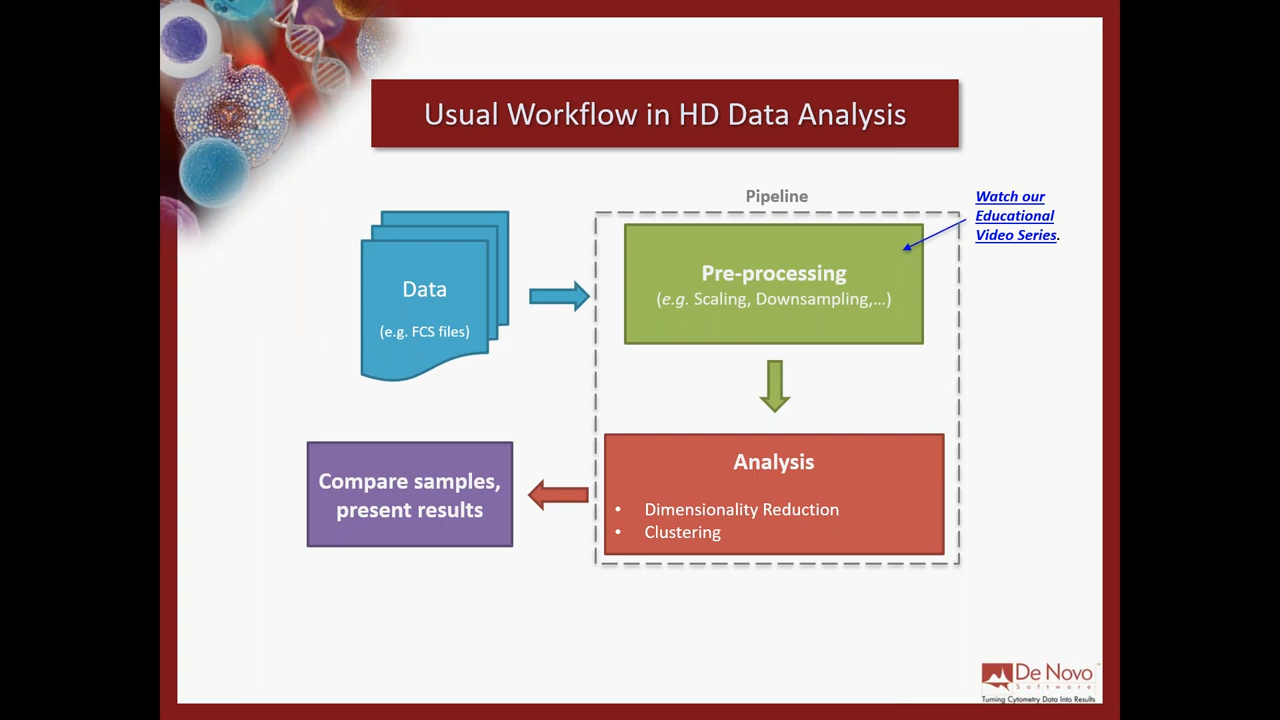 Usual Workflow in HD Data Analysis
Pipeline
Watch our
Educational
Video Series.
Data
(e.g. FCS files)
Pre-processing
(e.g. Scaling, Downsampling,...)
Analysis
• Dimensionality Reduction
• Clustering
Compare samples,
present results
De Novo
Software
Turning Cytometry Data Into Results